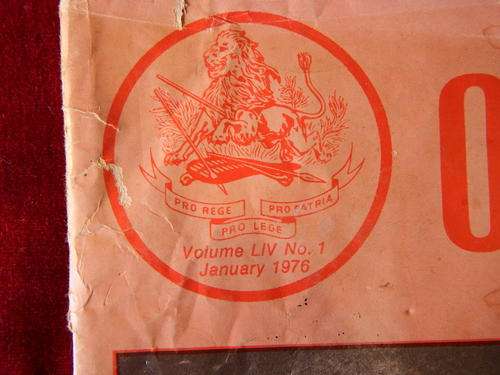 PRO REGE PRO PATRIA
PRO LEGE
Volume LIV No. 1
January 1976
O